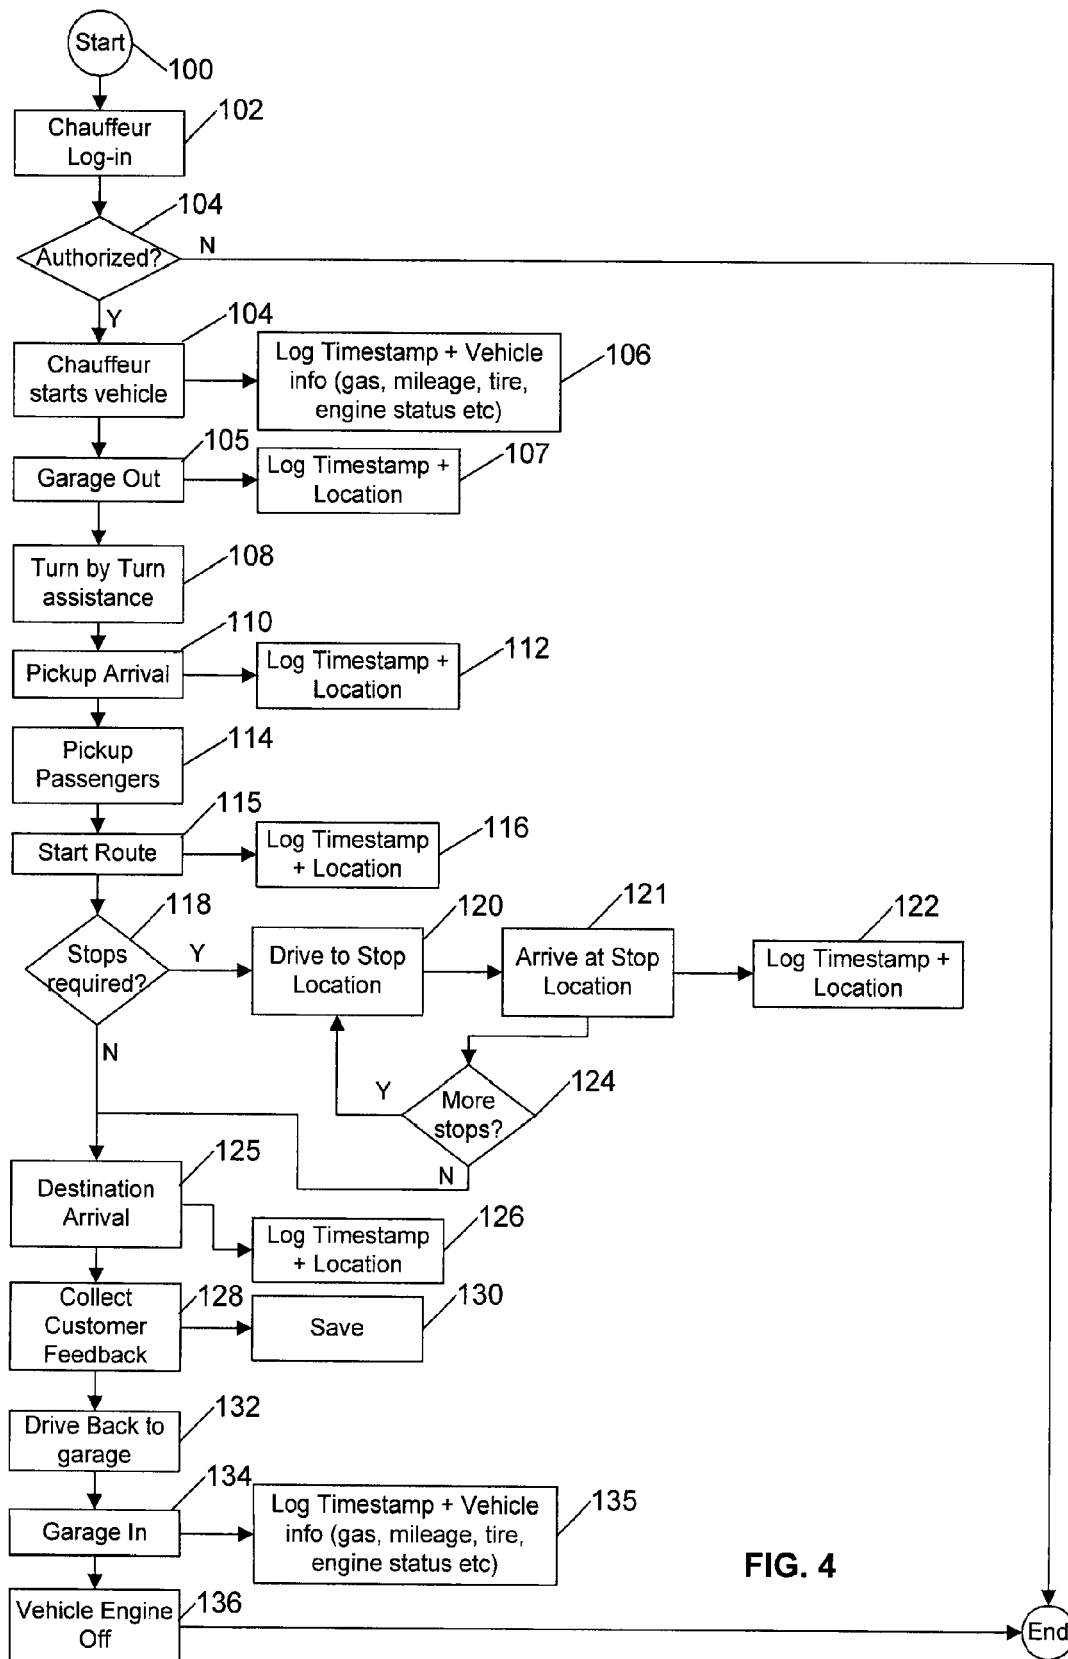 Start
100
102
Chauffeur
Log-in
104
Authorized?
N
Y
104
Chauffeur
starts vehicle
Log Timestamp + Vehicle
info (gas, mileage, tire,
engine status etc)
106
105
Garage Out
Log Timestamp +
Location
107
Turn by Turn
assistance
108
110
Pickup Arrival
Log Timestamp +
Location
112
Pickup
Passengers
114
115
Start Route
Log Timestamp
+ Location
116
118
Stops
required?
Y
N
120
Drive to Stop
Location
121
Arrive at Stop
Location
122
Log Timestamp +
Location
More
stops?
124
Y
N
125
Destination
Arrival
Log Timestamp
+ Location
126
Collect
Customer
Feedback
128
Save
130
Drive Back to
garage
132
134
Garage In
Log Timestamp + Vehicle
info (gas, mileage, tire,
engine status etc)
135
Vehicle Engine
Off
136
FIG. 4
End